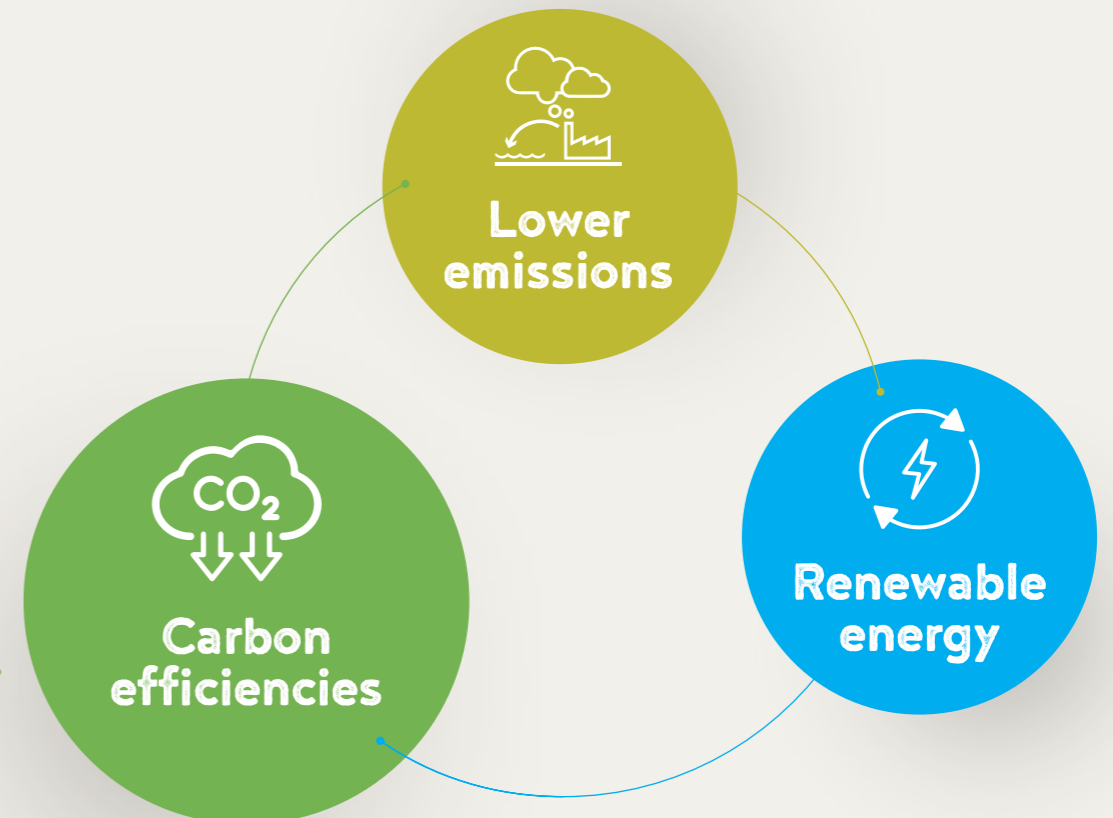 Lower
emissions
CO₂
Carbon
efficiencies
Renewable
energy